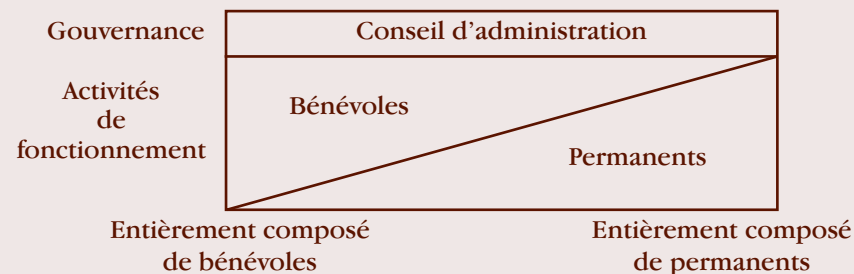 Gouvernance
Conseil d’administration
Activités
de
fonctionnement
Bénévoles
Permanents
Entièrement composé
de bénévoles
Entièrement composé
de permanents